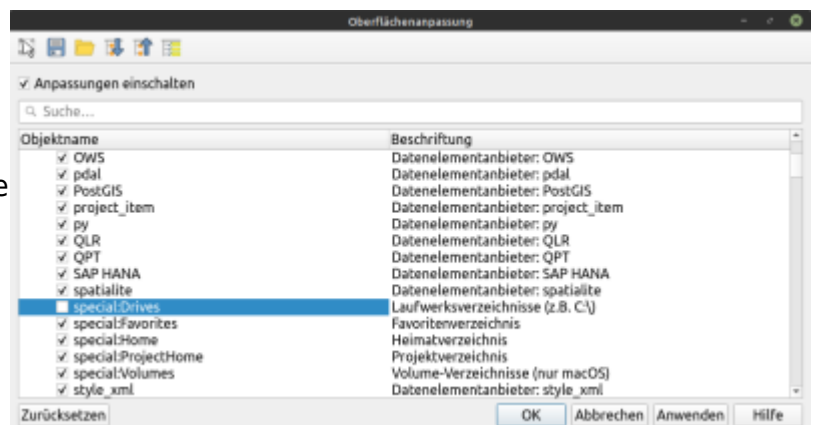 Oberflächenanpassung
Anpassungen einschalten
Suche...
Objektname Beschriftung
OWS Datenelementanbieter: OWS
pdal Datenelementanbieter: pdal
PostGIS Datenelementanbieter: PostGIS
project_item Datenelementanbieter: project_item
py Datenelementanbieter: py
QLR Datenelementanbieter: QLR
QPT Datenelementanbieter: QPT
SAP HANA Datenelementanbieter: SAP HANA
spatialite Datenelementanbieter: spatialite
special:Drives Laufwerksverzeichnisse (z.B. C:\)
special:Favorites Favoritenverzeichnis
special:Home Heimatverzeichnis
special:ProjectHome Projektverzeichnis
special:Volumes Volume-Verzeichnisse (nur macOS)
style_xml Datenelementanbieter: style_xml
Zurücksetzen OK Abbrechen Anwenden Hilfe
e